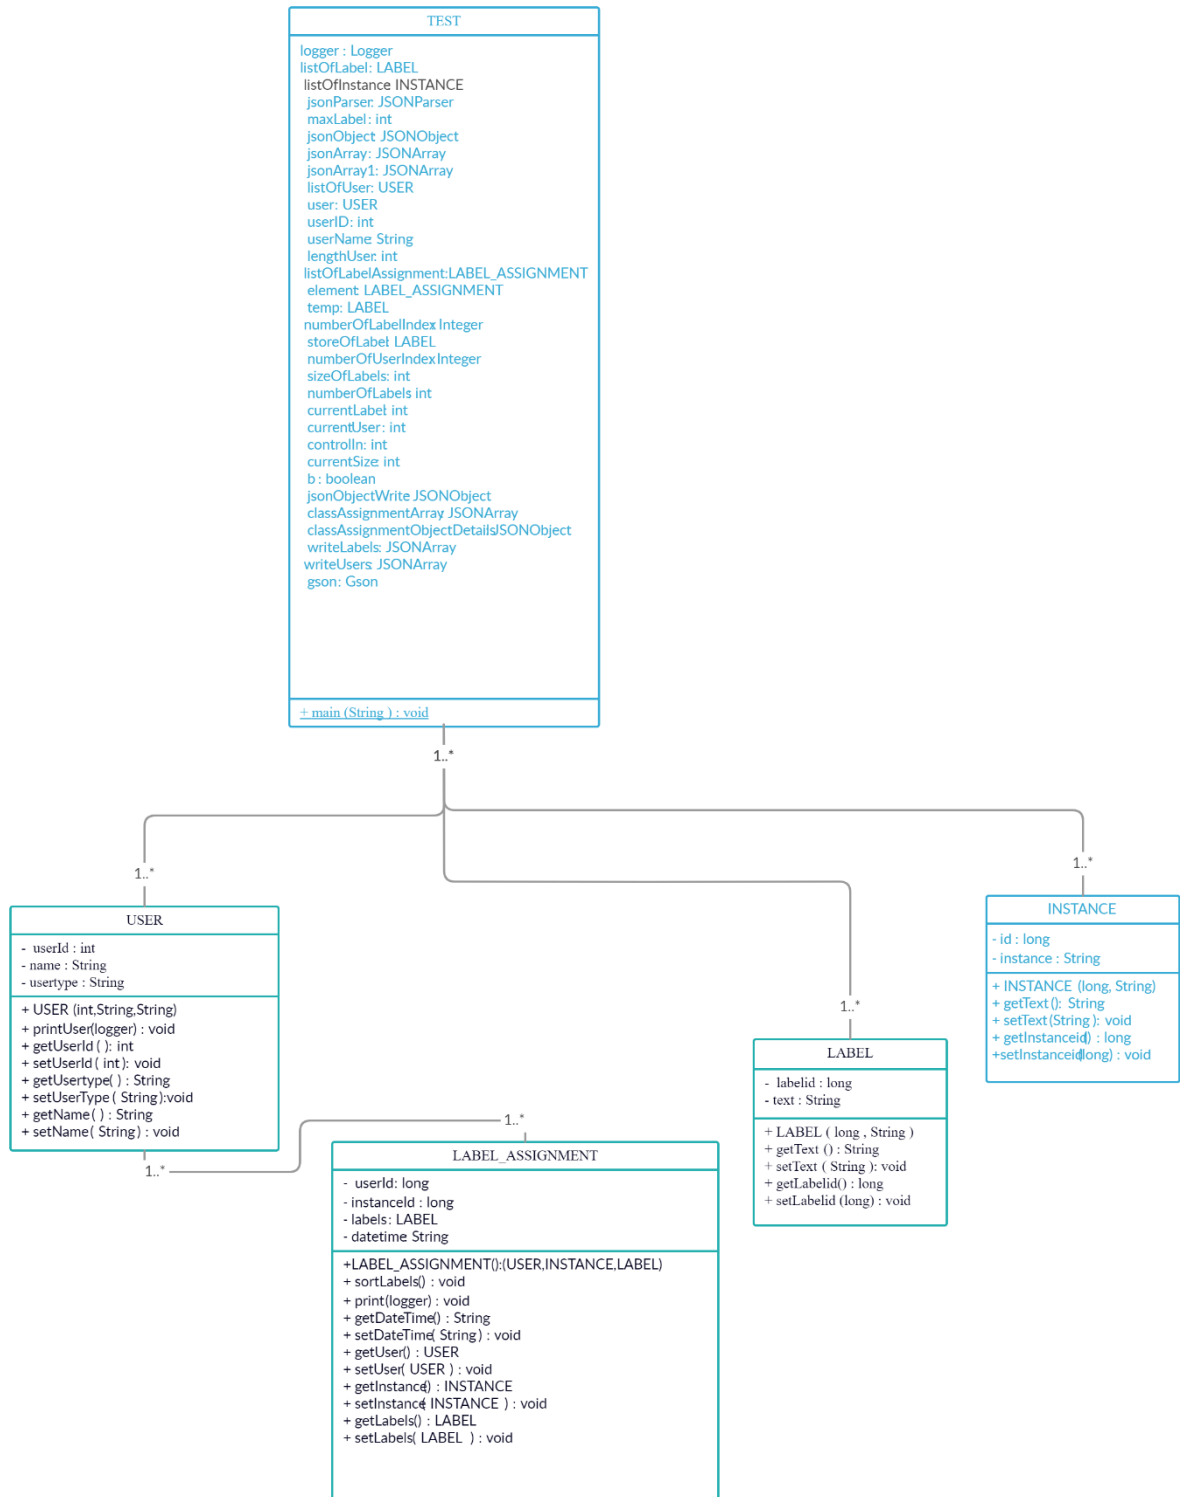 TEST
logger : Logger
listOfLabel: LABEL
listOfInstance INSTANCE
jsonParser: JSONParser
maxLabel: int
jsonObject JSONObject
jsonArray: JSONArray
jsonArray1: JSONArray
listOfUser: USER
user: USER
userID: int
userName String
lengthUser: int
listOfLabelAssignment:LABEL_ASSIGNMENT
element LABEL_ASSIGNMENT
temp: LABEL
numberOfLabelIndex Integer
storeOfLabel LABEL
numberOfUserIndex Integer
sizeOfLabels: int
numberOfLabels int
currentLabel int
currentUser: int
controlIn: int
currentSize int
b : boolean
jsonObjectWrite JSONObject
classAssignmentArray JSONArray
classAssignmentObjectDetails JSONObject
writeLabels: JSONArray
writeUsers: JSONArray
gson: Gson
+ main (String ) : void
1..*
1..*
1..*
1..*
USER
- userId : int
- name : String
- usertype : String
+ USER (int,String,String)
+ printUser(logger) : void
+ getUserId ( ): int
+ setUserId ( int): void
+ getUsertype( ) : String
+ setUserType ( String):void
+ getName ( ) : String
+ setName ( String) : void
1..*
INSTANCE
- id : long
- instance : String
+ INSTANCE (long, String)
+ getText (): String
+ setText (String): void
+ getInstanceid() : long
+setInstanceid(long) : void
LABEL
- labelid : long
- text : String
+ LABEL ( long , String )
+ getText () : String
+ setText ( String ): void
+ getLabelid() : long
+ setLabelid (long) : void
1..*
LABEL_ASSIGNMENT
- userId: long
- instanceId : long
- labels : LABEL
- datetime String
+LABEL_ASSIGNMENT():(USER,INSTANCE,LABEL)
+ sortLabels() : void
+ print(logger) : void
+ getDateTime() : String
+ setDateTime( String) : void
+ getUser() : USER
+ setUser( USER ) : void
+ getInstance() : INSTANCE
+ setInstance( INSTANCE ) : void
+ getLabels() : LABEL
+ setLabels( LABEL ) : void